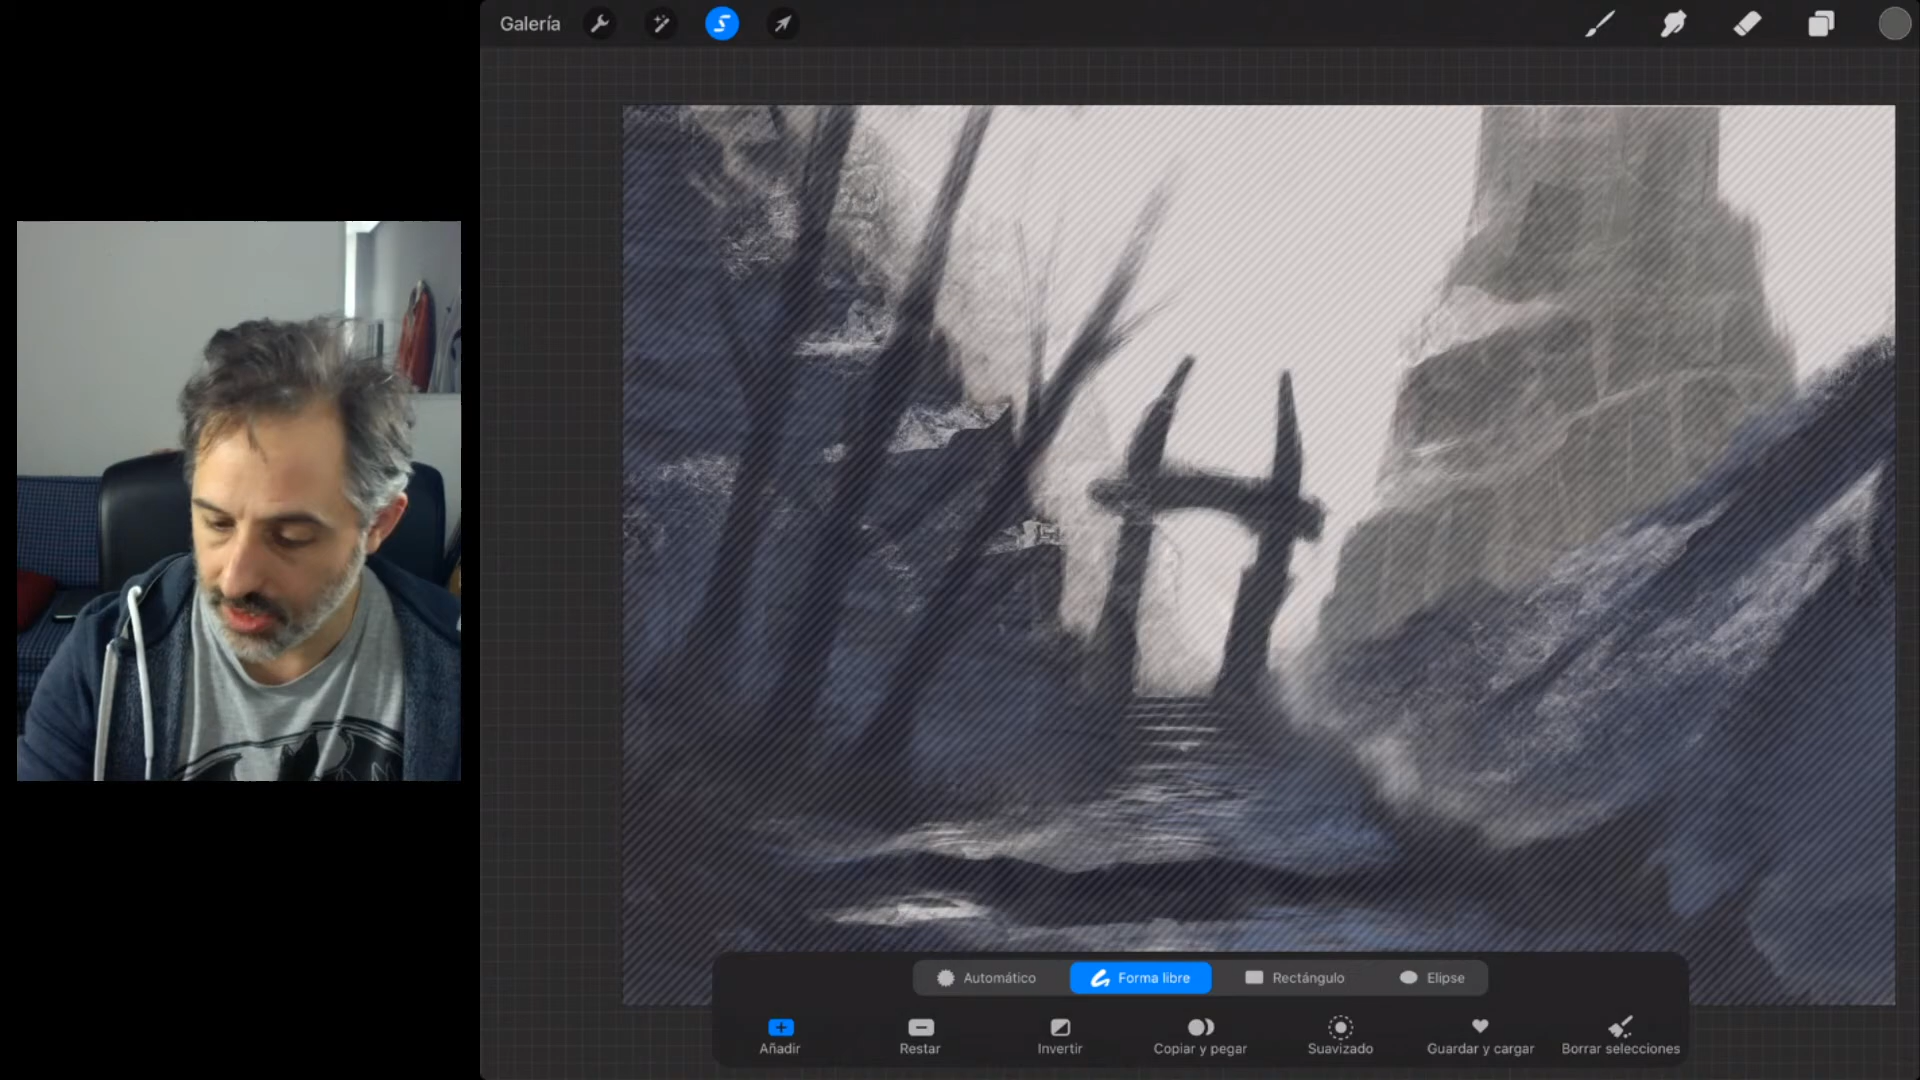 Galería
Automático
Forma libre
Rectángulo
Elipse
Añadir
Restar
Invertir
Copiar y pegar
Suavizado
Guardar y cargar
Borrar selecciones